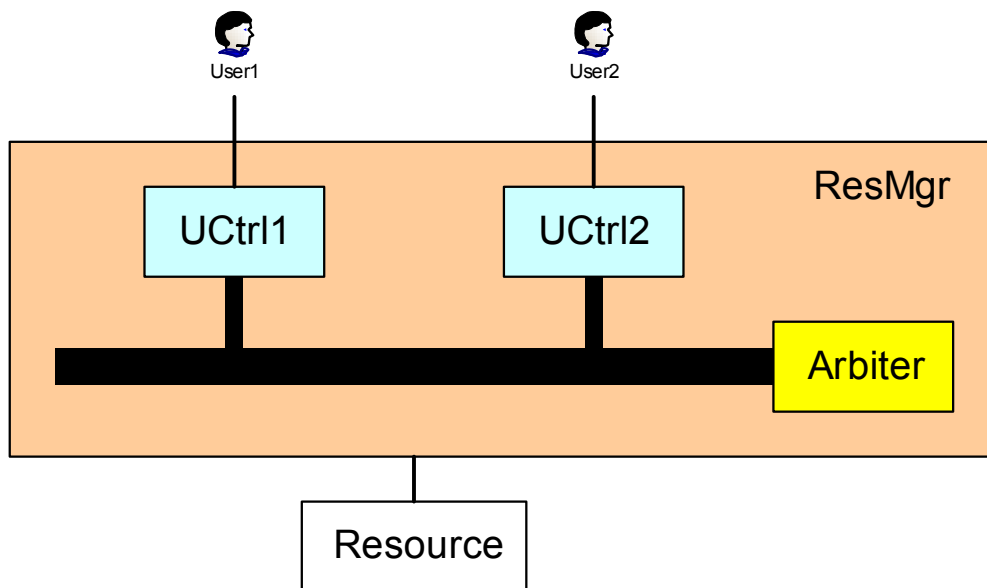 User1
User2
ResMgr
UCtrl1
UCtrl2
Arbiter
Resource